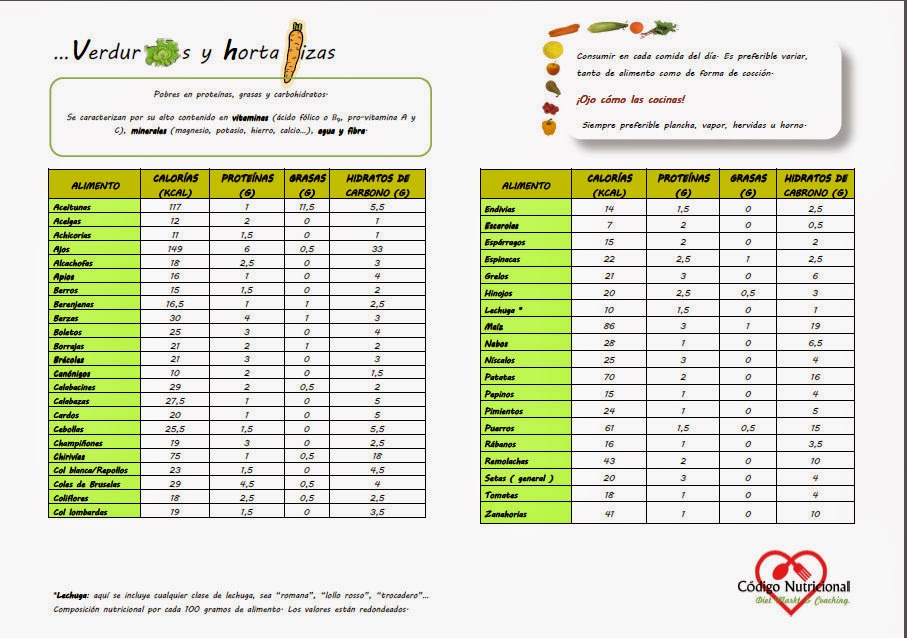 ...Verduras y hortalizas
Pobres en proteínas, grasas y carbohidratos.
Se caracterizan por su alto contenido en vitaminas (ácido fólico o B9, pro-vitamina A y
C), minerales (magnesio, potasio, hierro, calcio...), agua y fibra.
Consumir en cada comida del día. Es preferible variar,
tanto de alimento como de forma de cocción.
¡Ojo cómo las cocinas!
Siempre preferible plancha, vapor, hervidas u horno.
ALIMENTO CALORÍAS (KCAL) PROTEÍNAS (G) GRASAS (G) HIDRATOS DE CARBONO (G)
Aceitunas 117 1 11,5 5,5
Acelgas 12 2 0 1
Achicorias 11 1,5 0 1
Ajos 149 6 0,5 33
Alcachofas 18 2,5 0 3
Apios 16 1 0 4
Berros 15 1,5 0 2
Berenjenas 16,5 1 1 2,5
Berzas 30 4 1 3
Boletos 25 3 0 4
Borrajas 21 2 1 2
Brócolas 21 3 0 3
Canónigos 10 2 0 1,5
Calabacines 29 2 0,5 2
Calabazas 27,5 1 0 5
Cardos 20 1 0 5
Cebollas 25,5 1,5 0 5,5
Champiñones 19 3 0 2,5
Chirivías 75 1 0,5 18
Col blanca/Repollos 23 1,5 0 4,5
Coles de Bruselas 29 4,5 0,5 4
Coliflores 18 2,5 0,5 2,5
Col lombardas 19 1,5 0 3,5
ALIMENTO CALORÍAS (KCAL) PROTEÍNAS (G) GRASAS (G) HIDRATOS DE CABRONO (G)
Endivias 14 1,5 0 2,5
Escarolas 7 2 0 0,5
Espárragos 15 2 0 2
Espinacas 22 2,5 1 2,5
Grelos 21 3 0 6
Hinojos 20 2,5 0,5 3
Lechuga * 10 1,5 0 1
Maíz 86 3 1 19
Nabos 28 1 0 6,5
Níscalos 25 3 0 4
Patatas 70 2 0 16
Pepinos 15 1 0 4
Pimientos 24 1 0 5
Puerros 61 1,5 0,5 15
Rábanos 16 1 0 3,5
Remolachas 43 2 0 10
Setas ( general ) 20 3 0 4
Tomates 18 1 0 4
Zanahorias 41 1 0 10
*Lechuga: aquí se incluye cualquier clase de lechuga, sea "romana", "lollo rosso", "trocadero"...
Composición nutricional por cada 100 gramos de alimento. Los valores están redondeados.
Código Nutricional
Diet Markt & Coaching.